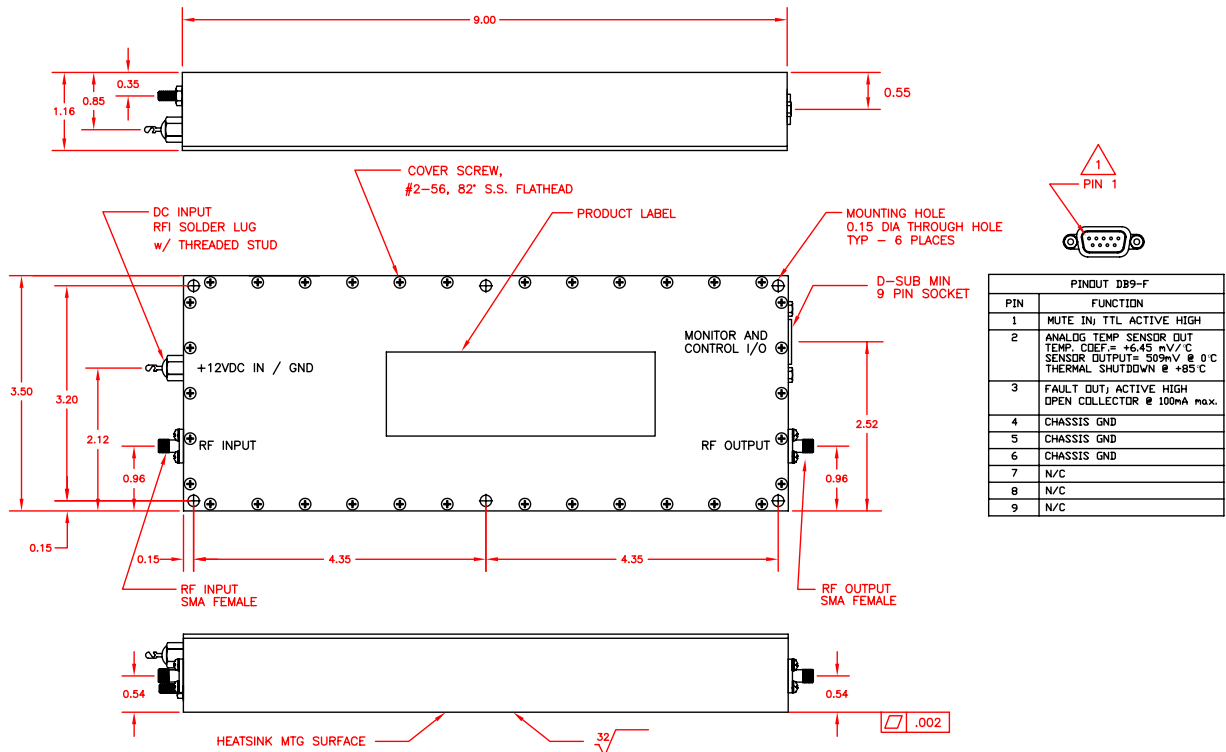 9.00
0.35
0.85
1.16
0.55
COVER SCREW,
#2-56, 82° S.S. FLATHEAD
DC INPUT
RFI SOLDER LUG
w/ THREADED STUD
PRODUCT LABEL
MOUNTING HOLE
0.15 DIA THROUGH HOLE
TYP - 6 PLACES
1
PIN 1
D-SUB MIN
9 PIN SOCKET
MONITOR AND
CONTROL I/O
+12VDC IN / GND
RF INPUT
RF OUTPUT
3.50
3.20
2.12
0.96
2.52
0.96
0.15
0.15
4.35
4.35
RF INPUT
SMA FEMALE
RF OUTPUT
SMA FEMALE
PINOUT DB9-F
PIN FUNCTION
1 MUTE IN; TTL ACTIVE HIGH
2 ANALOG TEMP SENSOR OUT
TEMP. COEF.= +6.45 mV/°C
SENSOR OUTPUT= 509mV @ 0°C
THERMAL SHUTDOWN @ +85°C
3 FAULT OUT; ACTIVE HIGH
OPEN COLLECTOR @ 100mA max.
4 CHASSIS GND
5 CHASSIS GND
6 CHASSIS GND
7 N/C
8 N/C
9 N/C
0.54
0.54
HEATSINK MTG SURFACE
32
.002